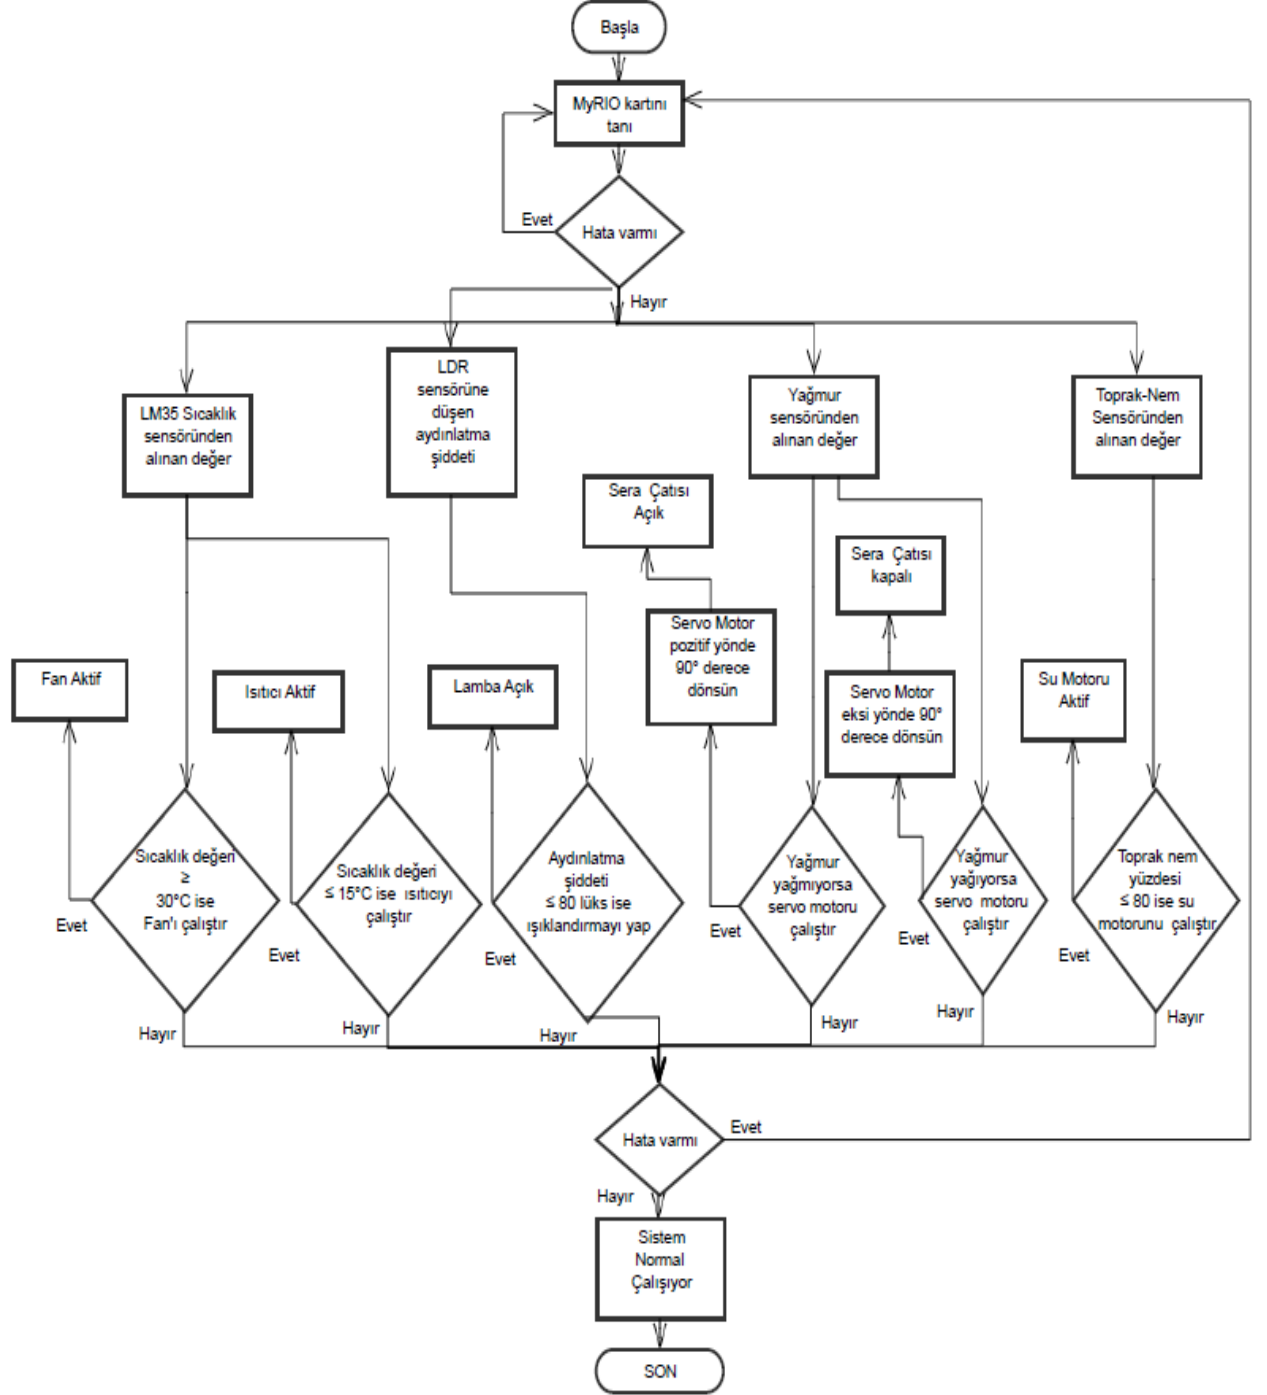 Başla
MyRIO kartını
tanı
Evet
Hata varmı
Hayır
LM35 Sıcaklık
sensöründen
alınan değer
LDR
sensörüne
düşen
aydınlatma
şiddeti
Yağmur
sensöründen
alınan değer
Toprak-Nem
Sensöründen
alınan değer
Sera Çatısı
Açık
Sera Çatısı
kapalı
Servo Motor
pozitif yönde
90° derece
dönsün
Fan Aktif
Isıtıcı Aktif
Lamba Açık
Servo Motor
eksi yönde 90°
derece dönsün
Su Motoru
Aktif
Sıcaklık değeri
≥
30°C ise
Fan'ı çalıştır
Evet
Hayır
Sıcaklık değeri
≤ 15°C ise ısıtıcıyı
çalıştır
Evet
Hayır
Aydınlatma
şiddeti
≤ 80 lüks ise
ışıklandırmayı yap
Evet
Hayır
Yağmur
yağmıyorsa
servo motoru
çalıştır
Evet
Hayır
Yağmur
yağıyorsa
servo motoru
çalıştır
Evet
Hayır
Toprak nem
yüzdesi
≤ 80 ise su
motorunu çalıştır
Evet
Hayır
Hata varmı
Evet
Hayır
Sistem
Normal
Çalışıyor
SON